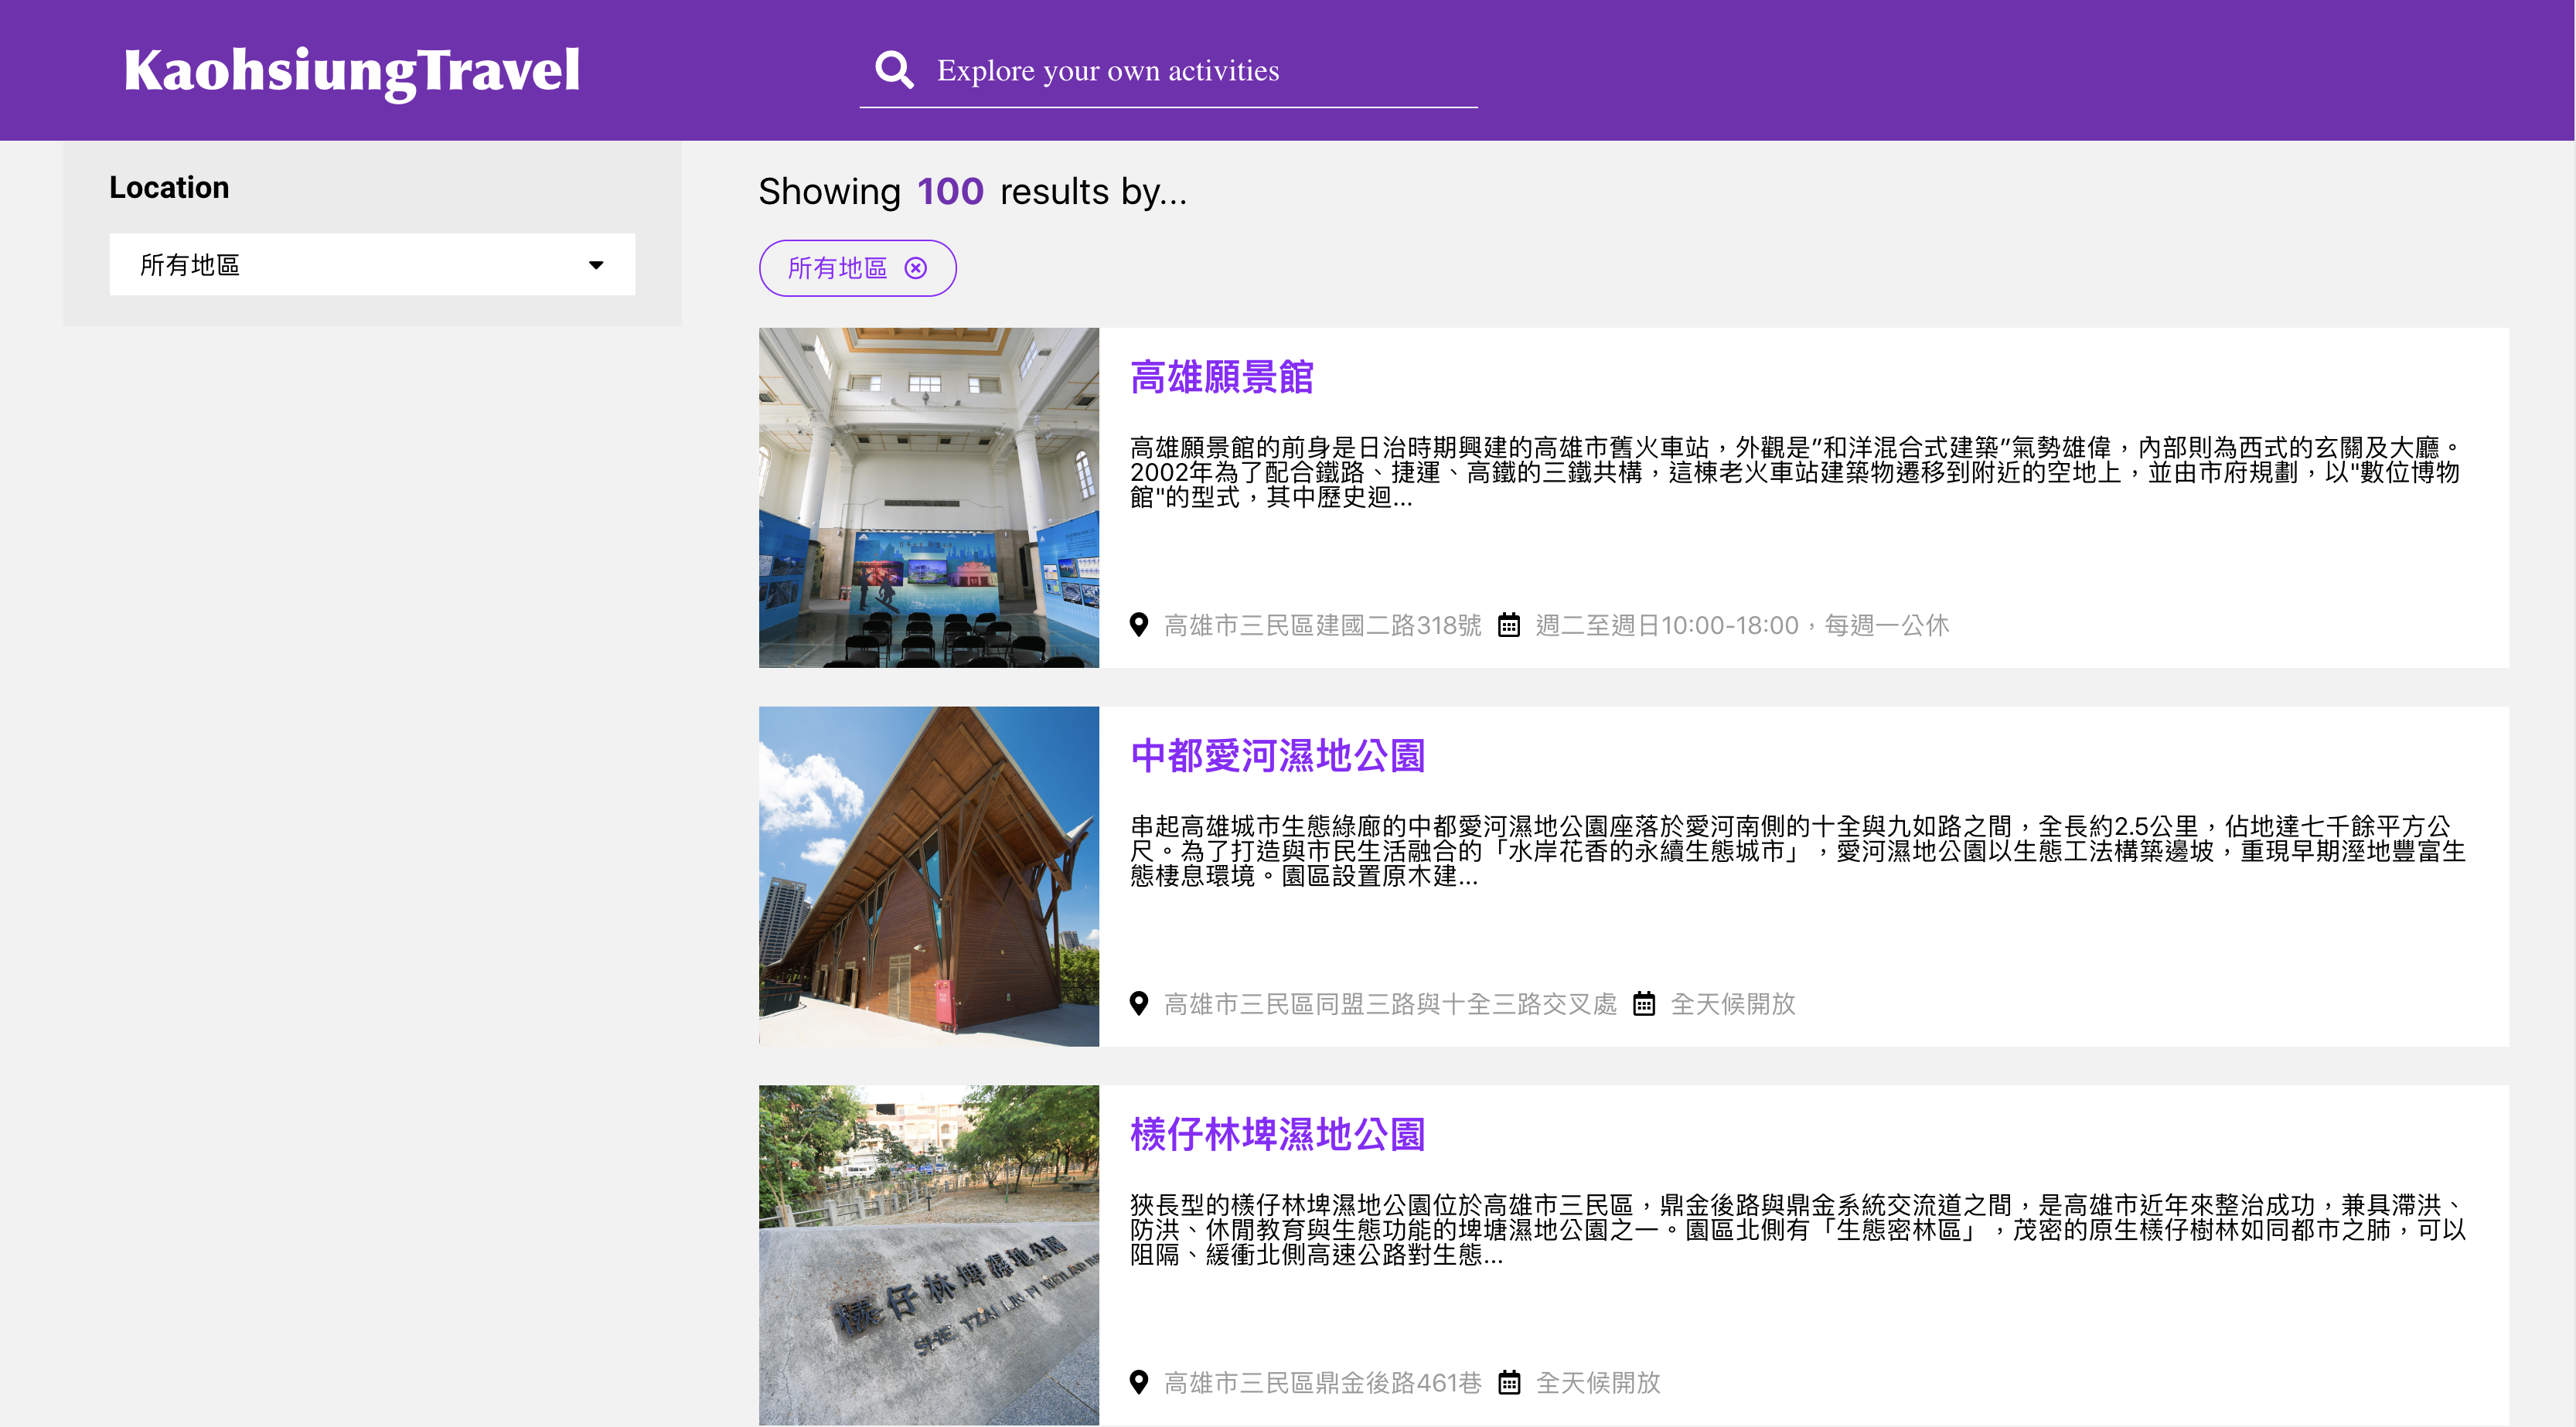 KaohsiungTravel
Explore your own activities
Location
所有地區
Showing 100 results by...
所有地區
高雄願景館
高雄願景館的前身是日治時期興建的高雄市舊火車站，外觀是”和洋混合式建築”氣勢雄偉，內部則為西式的玄關及大廳。
2002年為了配合鐵路、捷運、高鐵的三鐵共構，這棟老火車站建築物遷移到附近的空地上，並由市府規劃，以"數位博物
館"的型式，其中歷史迴...
高雄市三民區建國二路318號 週二至週日10:00-18:00，每週一公休
中都愛河濕地公園
串起高雄城市生態綠廊的中都愛河濕地公園座落於愛河南側的十全與九如路之間，全長約2.5公里，佔地達七千餘平方公
尺。為了打造與市民生活融合的「水岸花香的永續生態城市」，愛河濕地公園以生態工法構築邊坡，重現早期溼地豐富生
態棲息環境。園區設置原木建...
高雄市三民區同盟三路與十全三路交叉處 全天候開放
檨仔林埤濕地公園
狹長型的檨仔林埤濕地公園位於高雄市三民區，鼎金後路與鼎金系統交流道之間，是高雄市近年來整治成功，兼具滯洪、
防洪、休閒教育與生態功能的埤塘濕地公園之一。園區北側有「生態密林區」，茂密的原生檨仔樹林如同都市之肺，可以
阻隔、緩衝北側高速公路對生態...
檨仔林埤濕地公園
SHE TZAI LIN PI WETLAND
高雄市三民區鼎金後路461巷 全天候開放